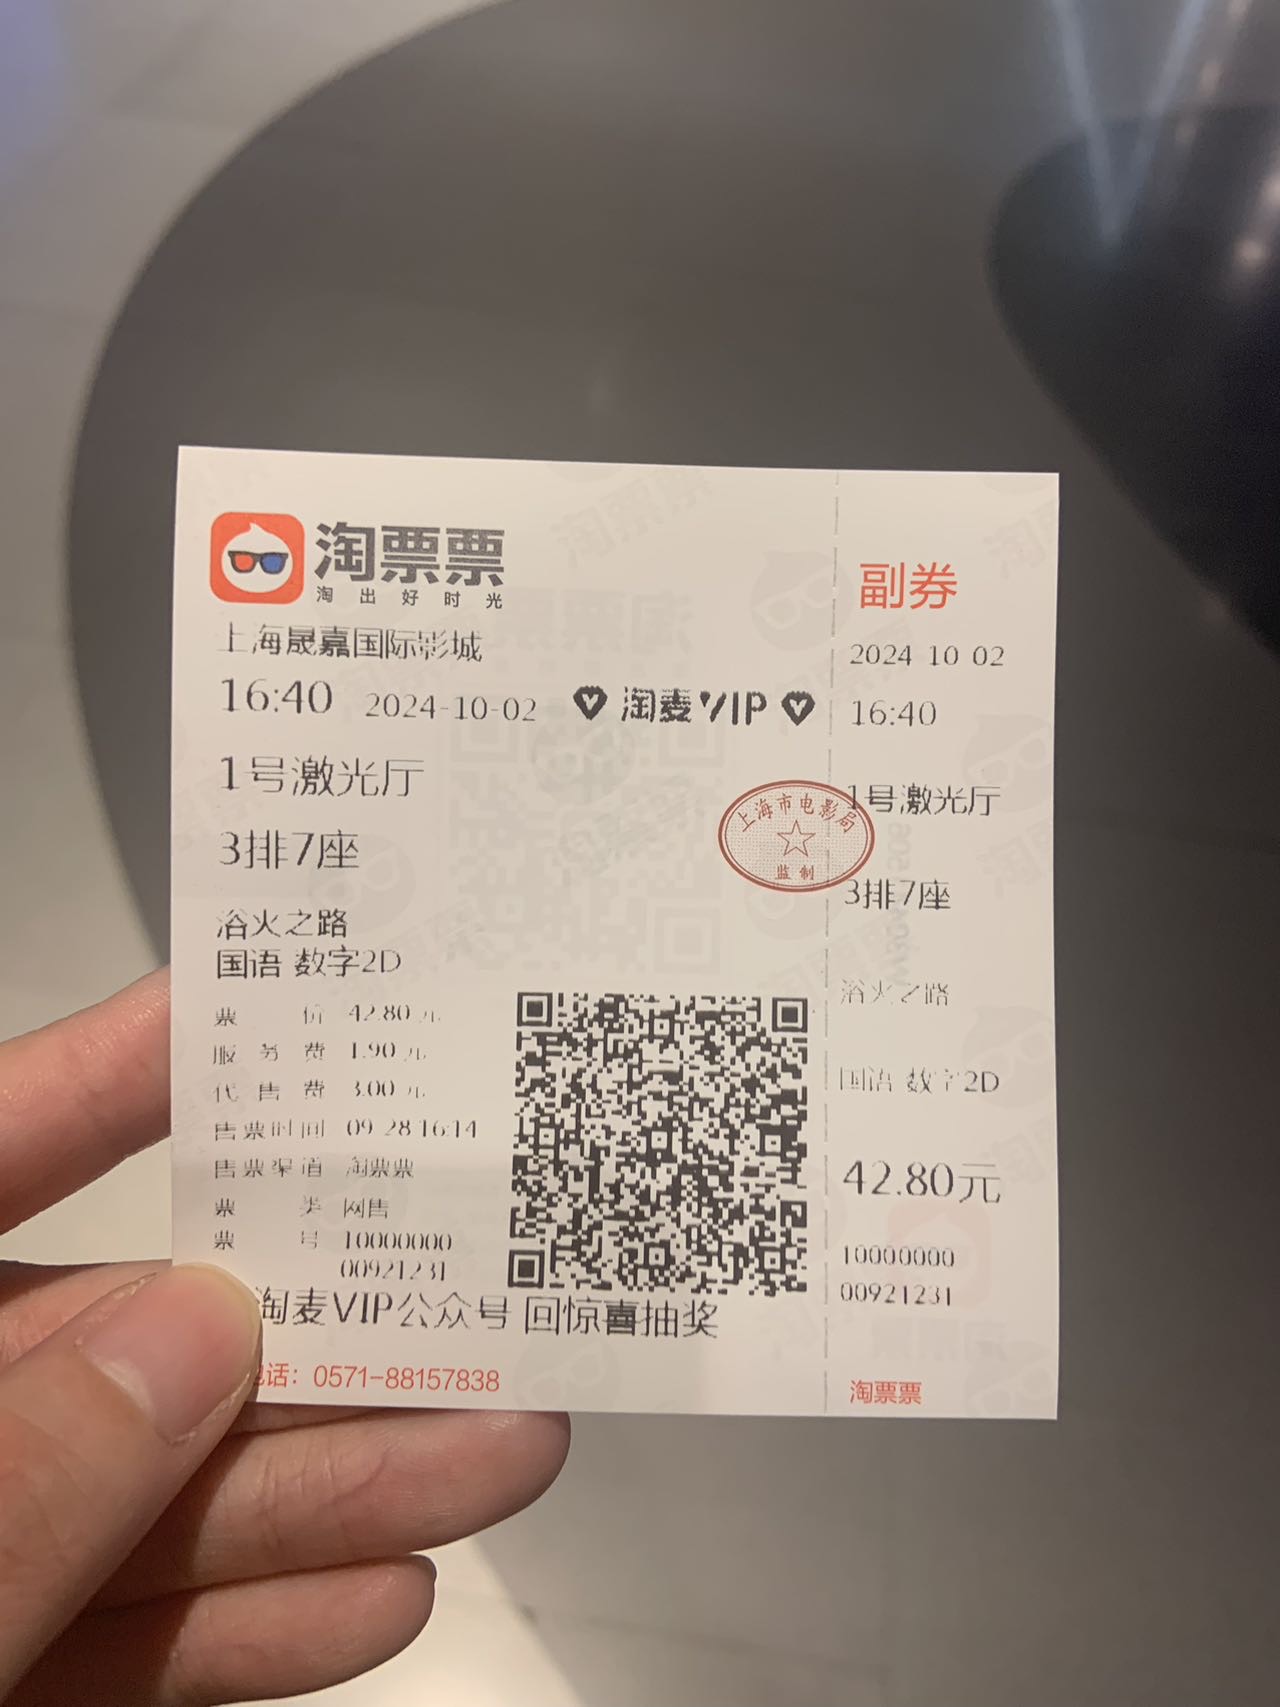 淘票票
淘出好时光
上海晟嘉国际影城
16:40 2024-10-02 淘麦VIP
1号激光厅
3排7座
浴火之路
国语 数字2D
票价 42.80元
服务费 1.90元
代售费 3.00元
售票时间 09-28 16:14
售票渠道 淘票票
票类 网售
票号 10000000
00921231
淘麦VIP公众号 回惊喜抽奖
电话：0571-88157838
上海市电影局
监制
副券
2024 10 02
16:40
1号激光厅
3排7座
浴火之路
国语 数字2D
42.80元
10000000
00921231
淘票票